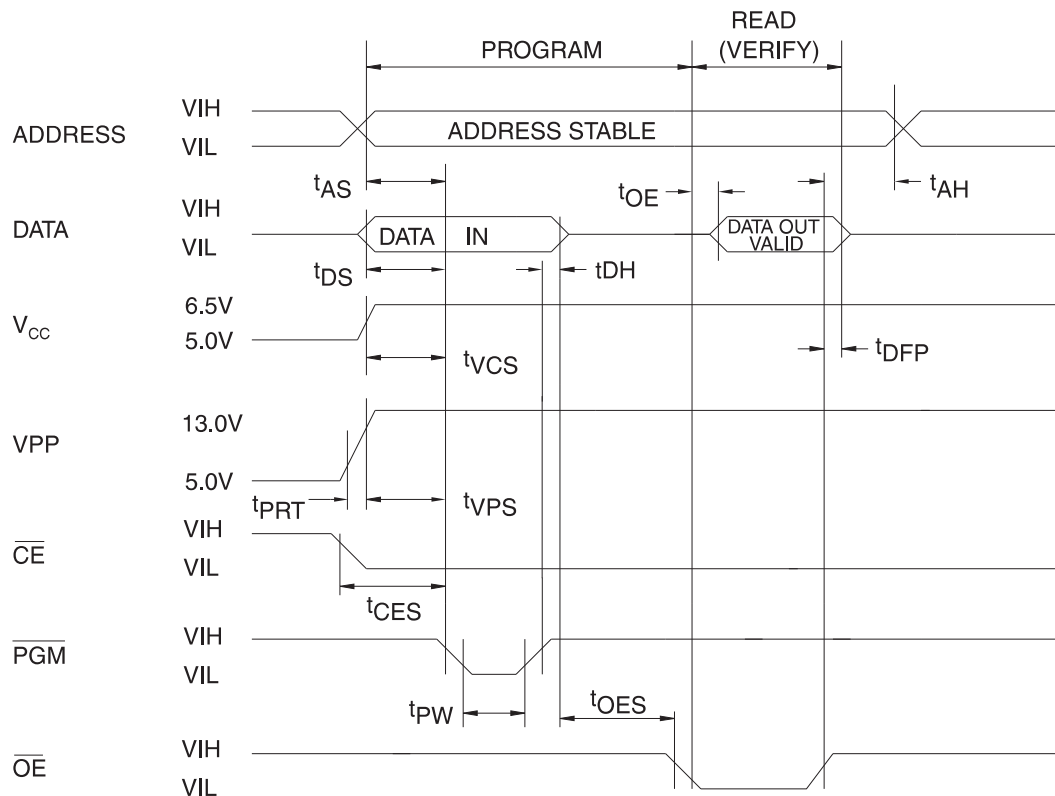 READ
(VERIFY)
PROGRAM
ADDRESS
VIH
VIL
ADDRESS STABLE
tAS
tOE
tAH
DATA
VIH
VIL
DATA IN
DATA OUT
VALID
tDS
tDH
VCC
6.5V
5.0V
tVCS
tDFP
VPP
13.0V
5.0V
tPRT
tVPS
CE
VIH
VIL
tCES
PGM
VIH
VIL
tPW
tOES
OE
VIH
VIL